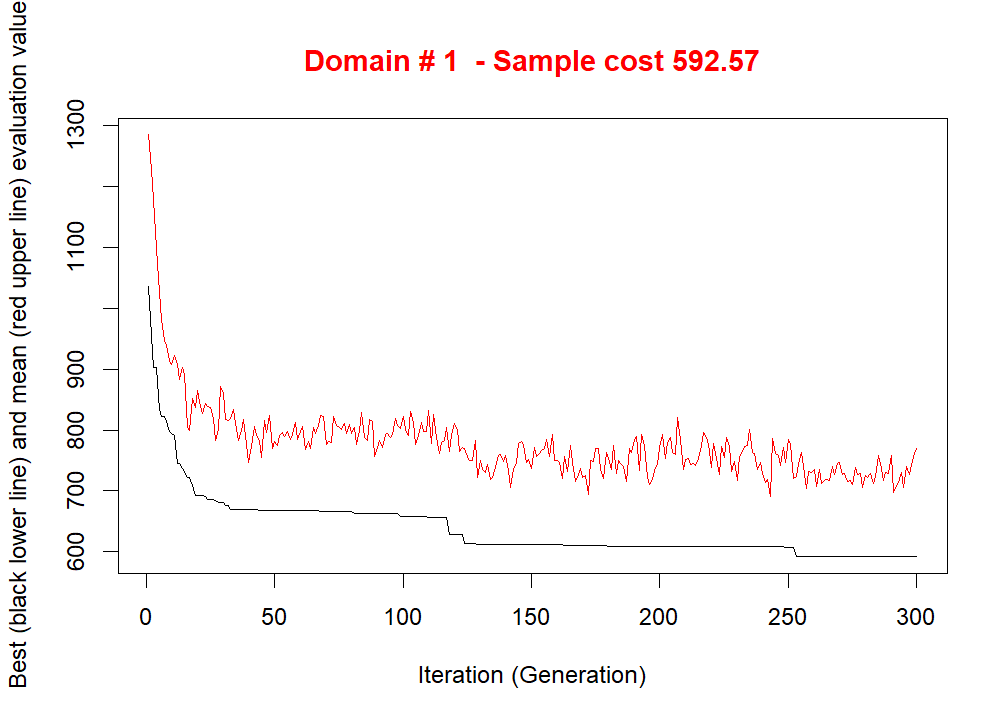 Domain # 1  - Sample cost 592.57
Best (black lower line) and mean (red upper line) evaluation value
1300
1100
900
800
700
600
0 50 100 150 200 250 300
Iteration (Generation)